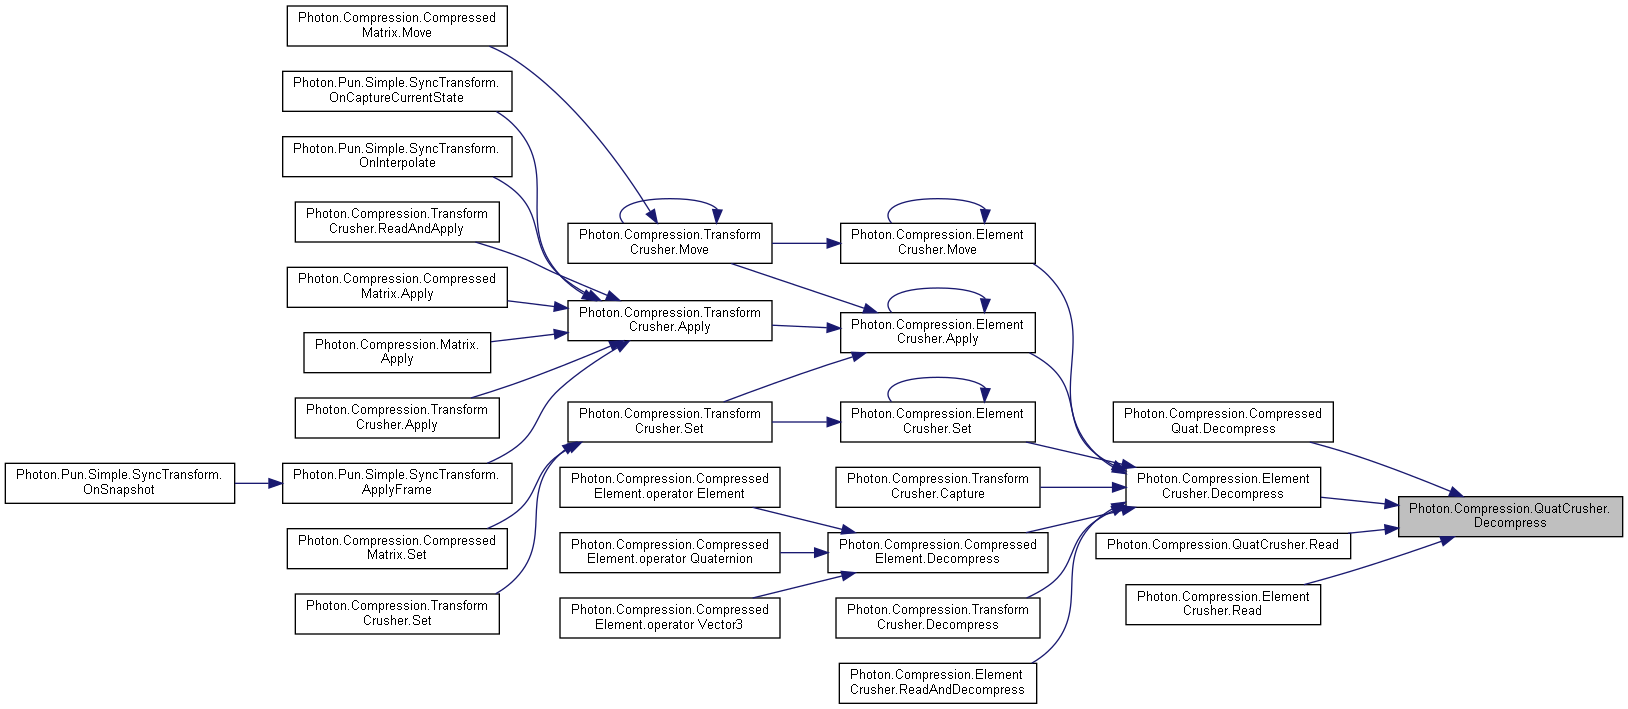 Photon.Compression.Compressed
Matrix.Move
Photon.Pun.Simple.SyncTransform.
OnCaptureCurrentState
Photon.Pun.Simple.SyncTransform.
OnInterpolate
Photon.Compression.Transform
Crusher.ReadAndApply
Photon.Compression.Compressed
Matrix.Apply
Photon.Compression.Matrix.
Apply
Photon.Compression.Transform
Crusher.Apply
Photon.Pun.Simple.SyncTransform.
OnSnapshot
Photon.Pun.Simple.SyncTransform.
ApplyFrame
Photon.Compression.Compressed
Matrix.Set
Photon.Compression.Transform
Crusher.Set
Photon.Compression.Transform
Crusher.Move
Photon.Compression.Transform
Crusher.Apply
Photon.Compression.Transform
Crusher.Set
Photon.Compression.Compressed
Element.operator Element
Photon.Compression.Compressed
Element.operator Quaternion
Photon.Compression.Compressed
Element.operator Vector3
Photon.Compression.Element
Crusher.Move
Photon.Compression.Element
Crusher.Apply
Photon.Compression.Element
Crusher.Set
Photon.Compression.Transform
Crusher.Capture
Photon.Compression.Compressed
Element.Decompress
Photon.Compression.Transform
Crusher.Decompress
Photon.Compression.Element
Crusher.ReadAndDecompress
Photon.Compression.Compressed
Quat.Decompress
Photon.Compression.Element
Crusher.Decompress
Photon.Compression.QuatCrusher.Read
Photon.Compression.Element
Crusher.Read
Photon.Compression.QuatCrusher.
Decompress